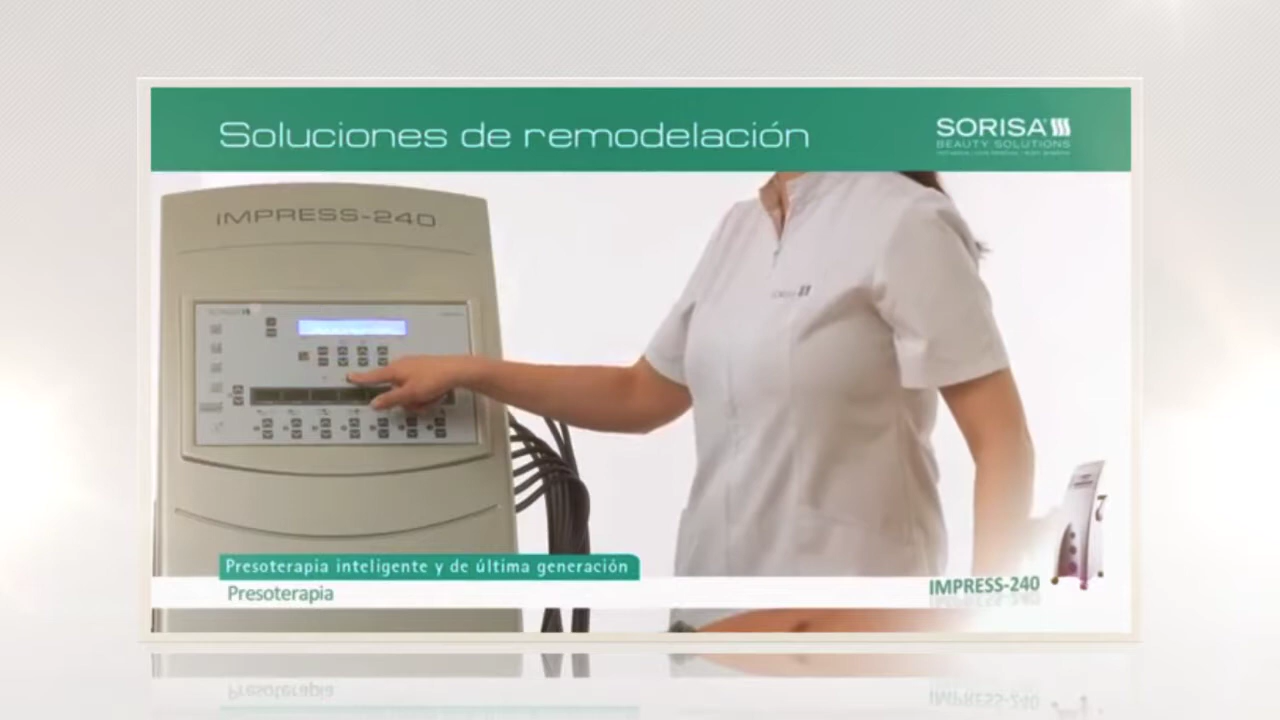 Soluciones de remodelación
SORISA
BEAUTY SOLUTIONS
IMPRESS-240
Presoterapia inteligente y de última generación
Presoterapia
IMPRESS-240